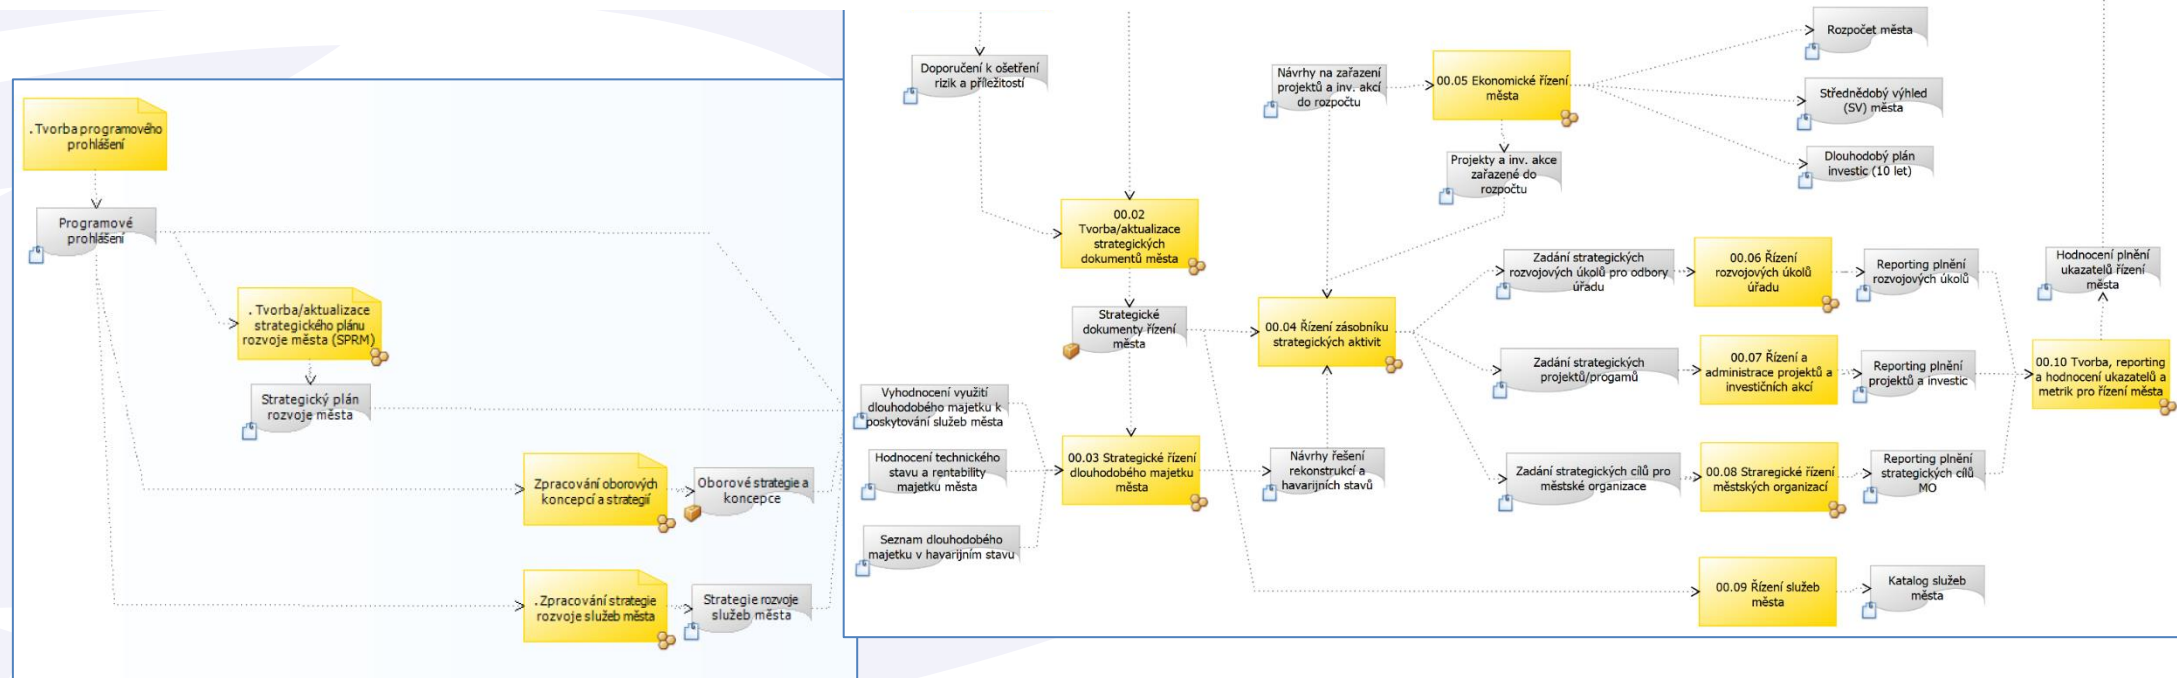 . Tvorba programového
prohlášení
Programové
prohlášení
. Tvorba/aktualizace
strategického plánu
rozvoje města (SPRM)
Strategický plán
rozvoje města
Zpracování oborových
koncepcí a strategií
Oborové strategie a
koncepce
. Zpracování strategie
rozvoje služeb města
Strategie rozvoje
služeb města
Doporučení k ošetření
rizik a příležitostí
00.02
Tvorba/aktualizace
strategických
dokumentů města
Strategické
dokumenty řízení
města
Vyhodnocení využití
dlouhodobého majetku k
poskytování služeb města
Hodnocení technického
stavu a rentability
majetku města
Seznam dlouhodobého
majetku v havarijním stavu
00.03 Strategické řízení
dlouhodobého majetku
města
Návrhy na zařazení
projektů a inv. akcí
do rozpočtu
00.05 Ekonomické řízení
města
Projekty a inv. akce
zařazené do
rozpočtu
Rozpočet města
Střednědobý výhled
(SV) města
Dlouhodobý plán
investic (10 let)
00.04 Řízení zásobníku
strategických aktivit
Návrhy řešení
rekonstrukcí a
havarijních stavů
Zadání strategických
rozvojových úkolů pro odbory
úřadu
00.06 Řízení
rozvojových úkolů
úřadu
Reporting plnění
rozvojových úkolů
Zadání strategických
projektů/progamů
00.07 Řízení a
administrace projektů a
investičních akcí
Reporting plnění
projektů a investic
Zadání strategických cílů pro
městské organizace
00.08 Straregické řízení
městských organizací
Reporting plnění
strategických cílů
MO
00.09 Řízení služeb
města
Katalog služeb
města
Hodnocení plnění
ukazatelů řízení
města
00.10 Tvorba, reporting
a hodnocení ukazatelů a
metrik pro řízení města